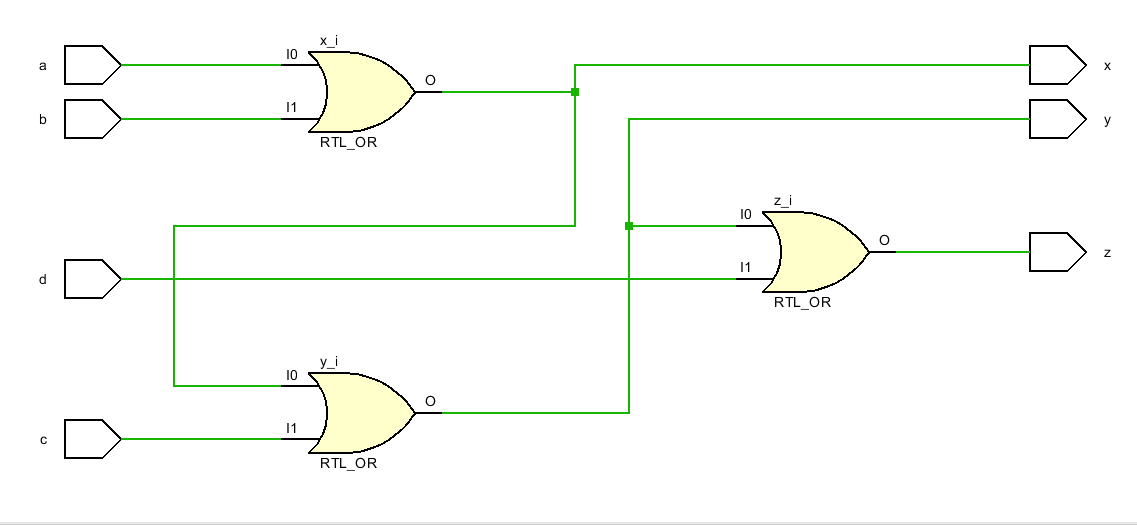 x_i
a
I0
O
x
b
I1
y
RTL_OR
z_i
I0
O
z
d
I1
RTL_OR
y_i
I0
O
c
I1
RTL_OR